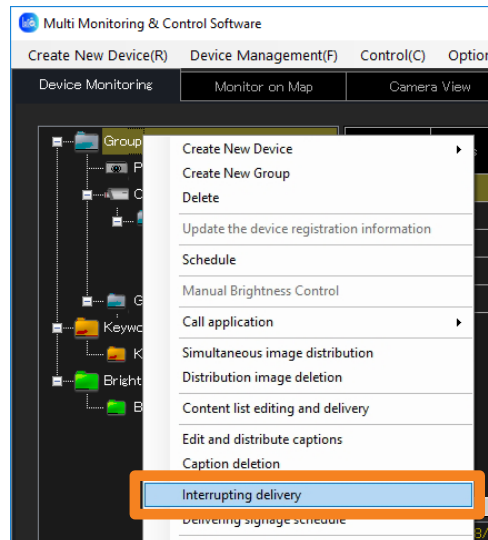 Multi Monitoring & Control Software
Create New Device(R) Device Management(F) Control(C) Option
Device Monitoring Monitor on Map Camera View
Group
Create New Device
Create New Group
Delete
Update the device registration information
Schedule
Manual Brightness Control
Call application
Keywo
Simultaneous image distribution
K
Distribution image deletion
Bright
Content list editing and delivery
B
Edit and distribute captions
Caption deletion
Interrupting delivery
Delivering signage schedule